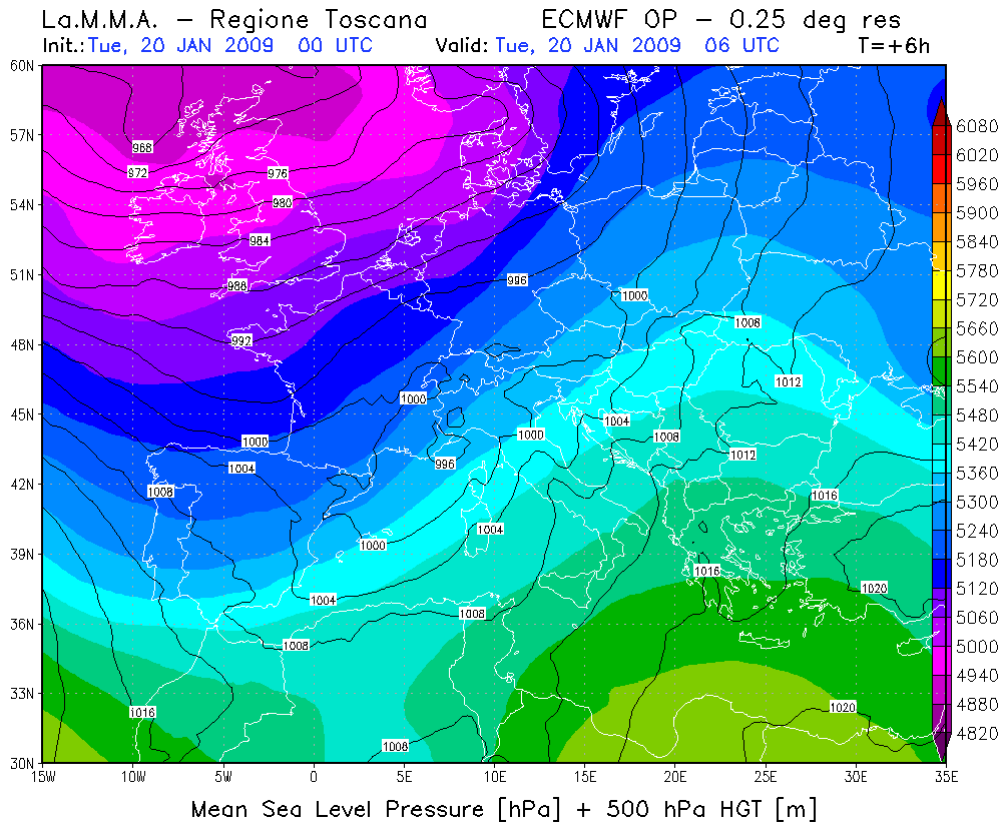 La.M.M.A. - Regione Toscana ECMWF OP - 0.25 deg res
Init.: Tue, 20 JAN 2009 00 UTC Valid: Tue, 20 JAN 2009 06 UTC T=+6h
60N
57N
54N
51N
48N
45N
42N
39N
36N
33N
30N
968
972 976
980
984
988
996
1000
992 1008
1012
1000
1000 1000 1004 1008
1004 996 1012
1008 1016
1004
1000
1016
1020
1004
1008
1008
1016 1020
1008
6080
6020
5960
5900
5840
5780
5720
5660
5600
5540
5480
5420
5360
5300
5240
5180
5120
5060
5000
4940
4880
4820
15W 10W 5W 0 5E 10E 15E 20E 25E 30E 35E
Mean Sea Level Pressure [hPa] + 500 hPa HGT [m]